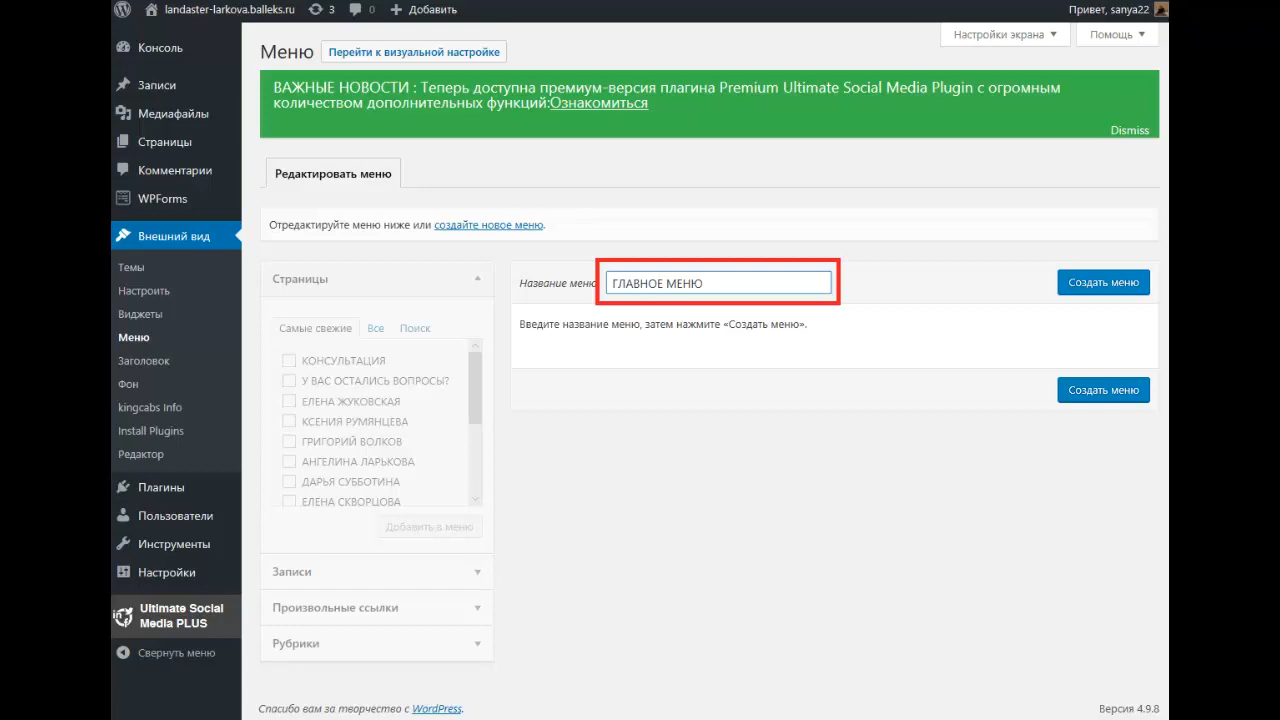 landaster-larkova.balleks.ru 3 0 Добавить Привет, sanya22
Консоль
Записи
Медиафайлы
Страницы
Комментарии
WPForms
Внешний вид
Темы
Настроить
Виджеты
Меню
Заголовок
Фон
kingcabs Info
Install Plugins
Редактор
Плагины
Пользователи
Инструменты
Настройки
Ultimate Social
Media PLUS
Свернуть меню
Настройки экрана Помощь
Меню Перейти к визуальной настройке
ВАЖНЫЕ НОВОСТИ : Теперь доступна премиум-версия плагина Premium Ultimate Social Media Plugin с огромным
количеством дополнительных функций:Ознакомиться
Dismiss
Редактировать меню
Отредактируйте меню ниже или создайте новое меню.
Страницы
Самые свежие Все Поиск
КОНСУЛЬТАЦИЯ
У ВАС ОСТАЛИСЬ ВОПРОСЫ?
ЕЛЕНА ЖУКОВСКАЯ
КСЕНИЯ РУМЯНЦЕВА
ГРИГОРИЙ ВОЛКОВ
АНГЕЛИНА ЛАРЬКОВА
ДАРЬЯ СУББОТИНА
ЕЛЕНА СКВОРЦОВА
Добавить в меню
Записи
Произвольные ссылки
Рубрики
Название меню ГЛАВНОЕ МЕНЮ Создать меню
Введите название меню, затем нажмите «Создать меню».
Создать меню
Спасибо вам за творчество с WordPress. Версия 4.9.8